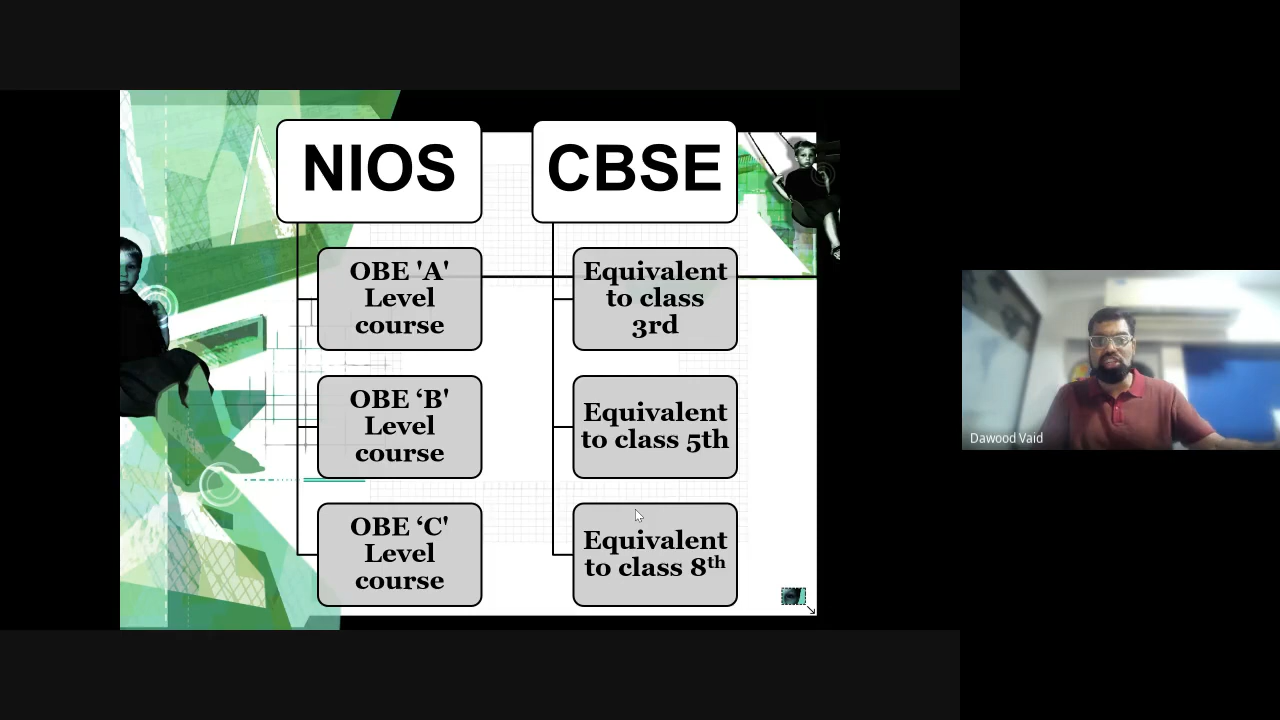 NIOS
OBE 'A'
Level
course
OBE ‘B'
Level
course
OBE ‘C'
Level
course
CBSE
Equivalent
to class
3rd
Equivalent
to class 5th
Equivalent
to class 8th
Dawood Vaid